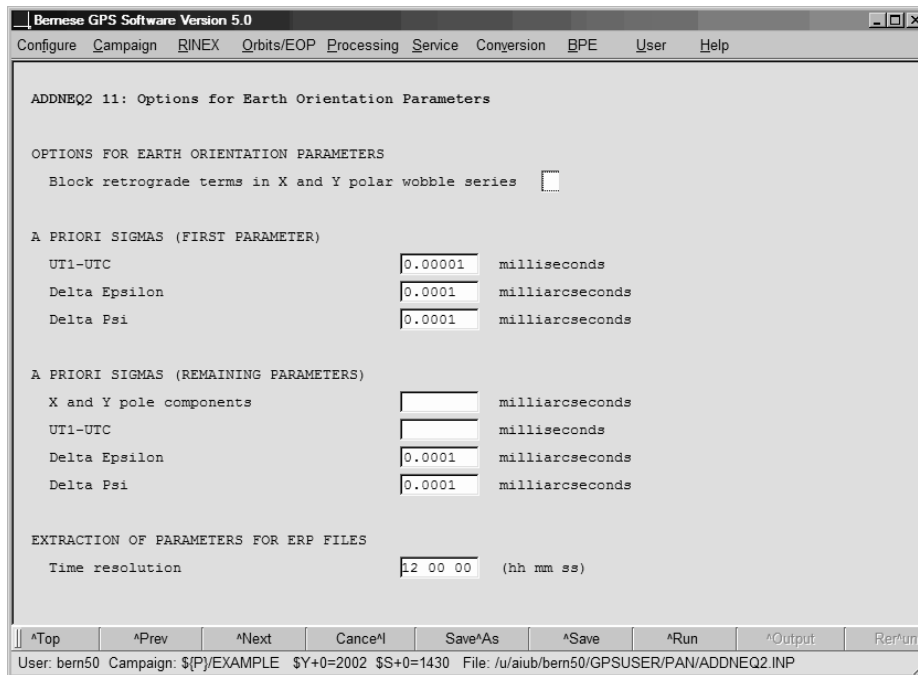 Bernese GPS Software Version 5.0
Configure Campaign RINEX Orbits/EOP Processing Service Conversion BPE User Help
ADDNEQ2 11: Options for Earth Orientation Parameters
OPTIONS FOR EARTH ORIENTATION PARAMETERS
Block retrograde terms in X and Y polar wobble series
A PRIORI SIGMAS (FIRST PARAMETER)
UT1-UTC 0.00001 milliseconds
Delta Epsilon 0.0001 milliarcseconds
Delta Psi 0.0001 milliarcseconds
A PRIORI SIGMAS (REMAINING PARAMETERS)
X and Y pole components milliarcseconds
UT1-UTC milliseconds
Delta Epsilon 0.0001 milliarcseconds
Delta Psi 0.0001 milliarcseconds
EXTRACTION OF PARAMETERS FOR ERP FILES
Time resolution 12 00 00 (hh mm ss)
^Top ^Prev ^Next Cance^l Save^As ^Save ^Run ^Output Rer^un
User: bern50 Campaign: ${P}/EXAMPLE $Y+0=2002 $S+0=1430 File: /u/aiub/bern50/GPSUSER/PAN/ADDNEQ2.INP